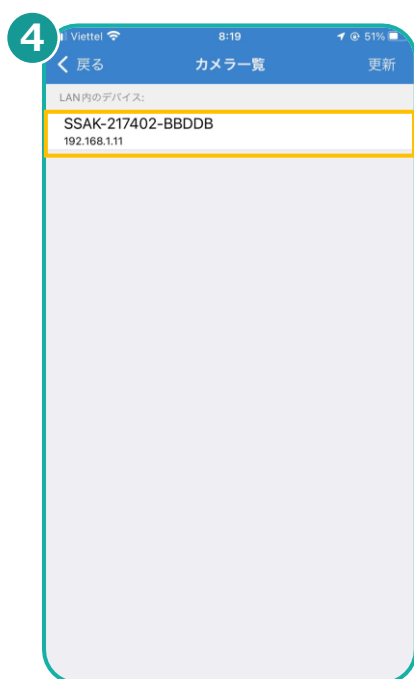 4
Viettel 8:19 51%
戻る カメラ一覧 更新
LAN内のデバイス:
SSAK-217402-BBDDB
192.168.1.11